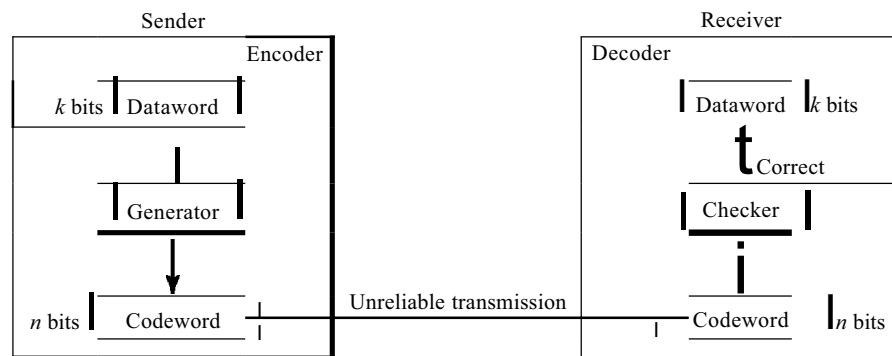 Sender
Receiver
Encoder
Decoder
k bits
Dataword
Dataword
k bits
t
Correct
Generator
Checker
i
Unreliable transmission
n bits
Codeword
Codeword
n bits